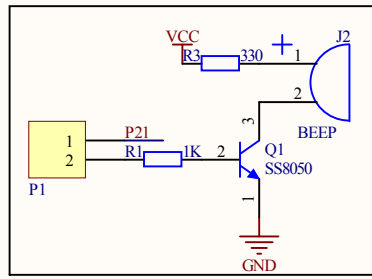 VCC
J2
R3 330 + 1
2
BEEP
3
1 P21
2 R1 1K 2 Q1
SS8050
P1
1
GND